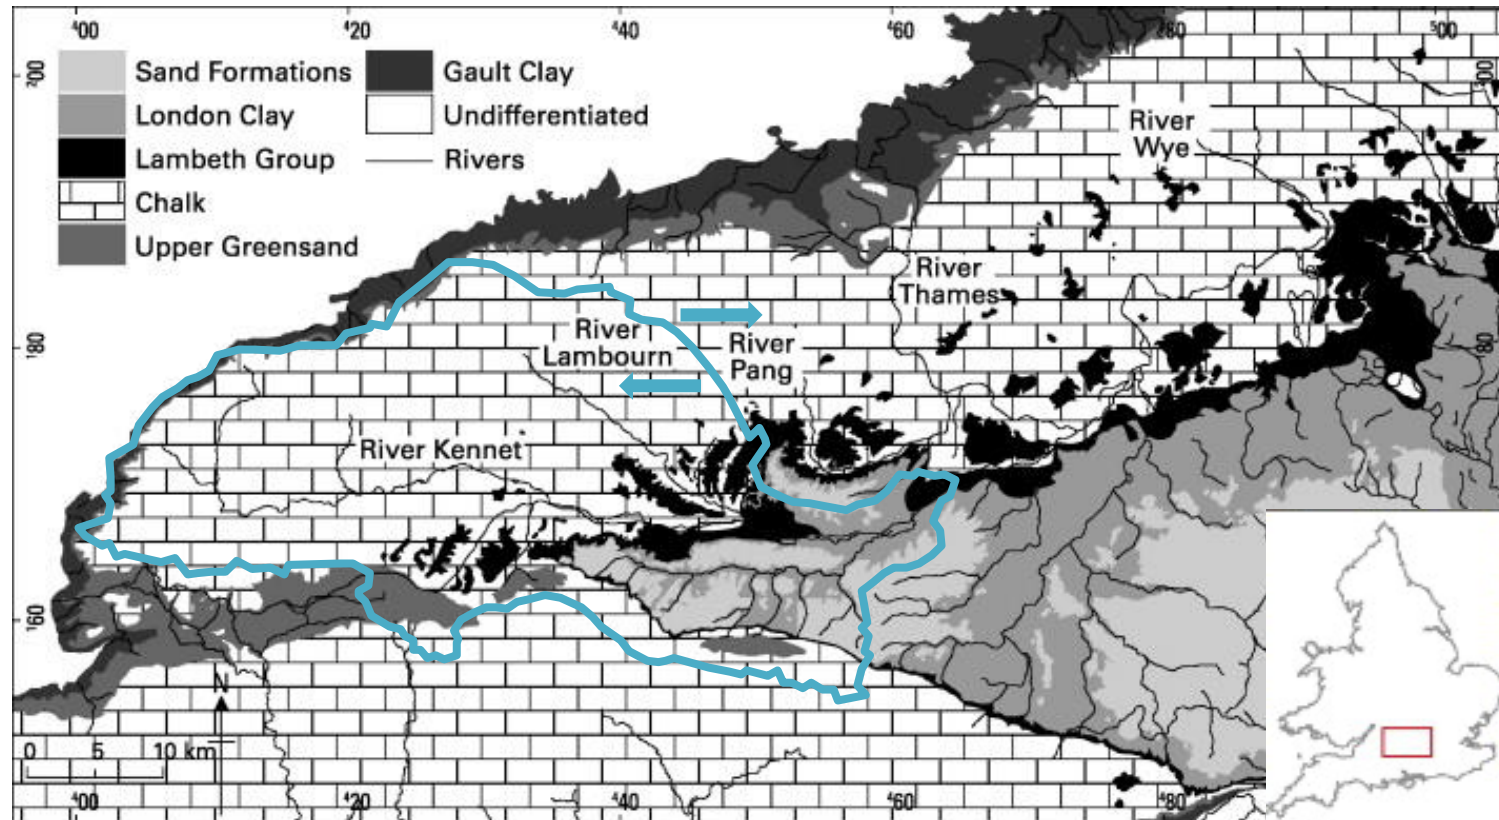 ⁴00
⁴20
⁴40
⁴60
⁴80
⁵00
Sand Formations
London Clay
Lambeth Group
Chalk
Upper Greensand
Gault Clay
Undifferentiated
Rivers
200
200
River
Wye
River
Thames
River
Lambourn
River
Pang
180
180
River Kennet
160
N
0 5 10 km
⁴00
⁴20
⁴40
⁴60
⁴80